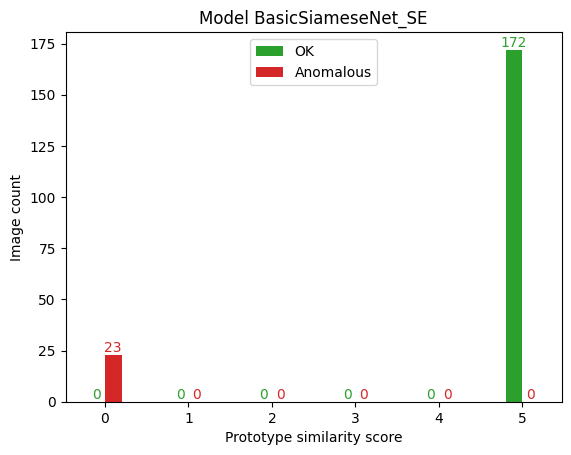 Model BasicSiameseNet_SE
OK
Anomalous
175
150
125
100
75
50
25
0
Image count
0 23 0 0 0 0 0 0 0 0 172 0
0 1 2 3 4 5
Prototype similarity score